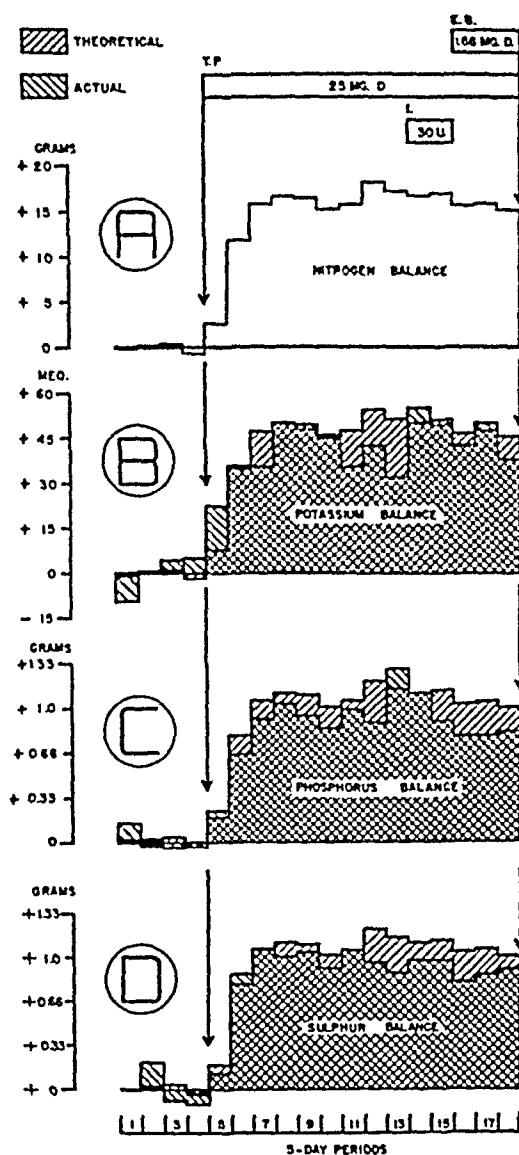 E.B.
1.66 MG. D.
THEORETICAL
ACTUAL
T.P
25 MG. D
I.
30 U.
GRAMS
+ 20
+ 15
+ 10
+ 5
0
A
NITROGEN BALANCE
MEQ.
+ 60
+ 45
+ 30
+ 15
0
- 15
B
POTASSIUM BALANCE
GRAMS
+1.33
+ 1.0
+ 0.66
+ 0.33
0
C
PHOSPHORUS BALANCE
GRAMS
+1.33
+ 1.0
+ 0.66
+ 0.33
+ 0
D
SULPHUR BALANCE
1 3 5 7 9 11 13 15 17
5-DAY PERIODS